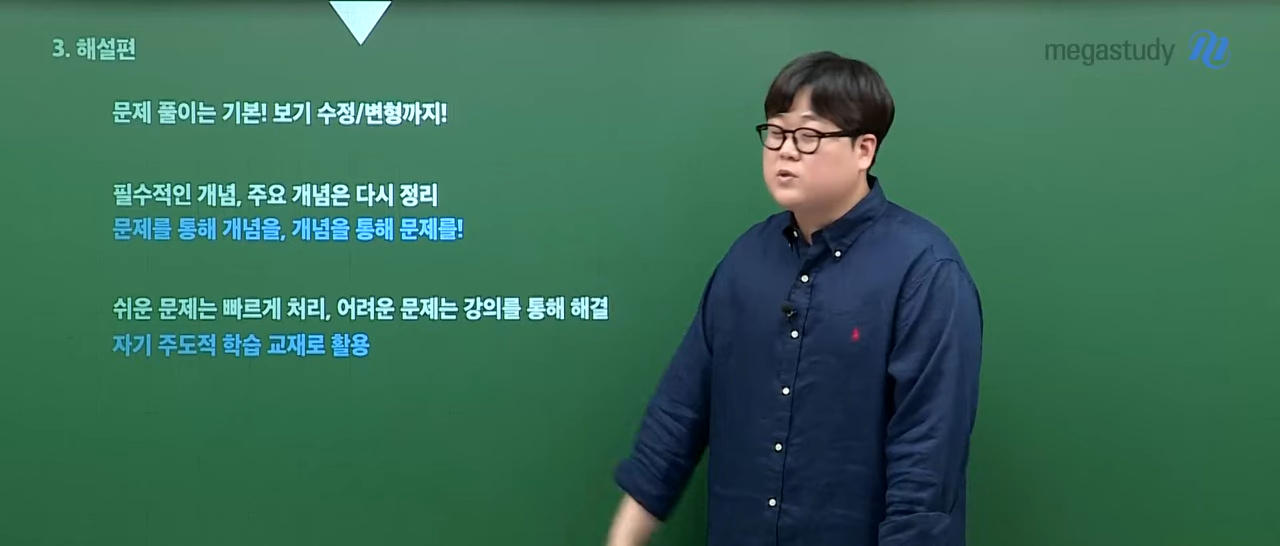 3. 해설편
megastudy
문제 풀이는 기본! 보기 수정/변형까지!
필수적인 개념, 주요 개념은 다시 정리
문제를 통해 개념을, 개념을 통해 문제를!
쉬운 문제는 빠르게 처리, 어려운 문제는 강의를 통해 해결
자기 주도적 학습 교재로 활용